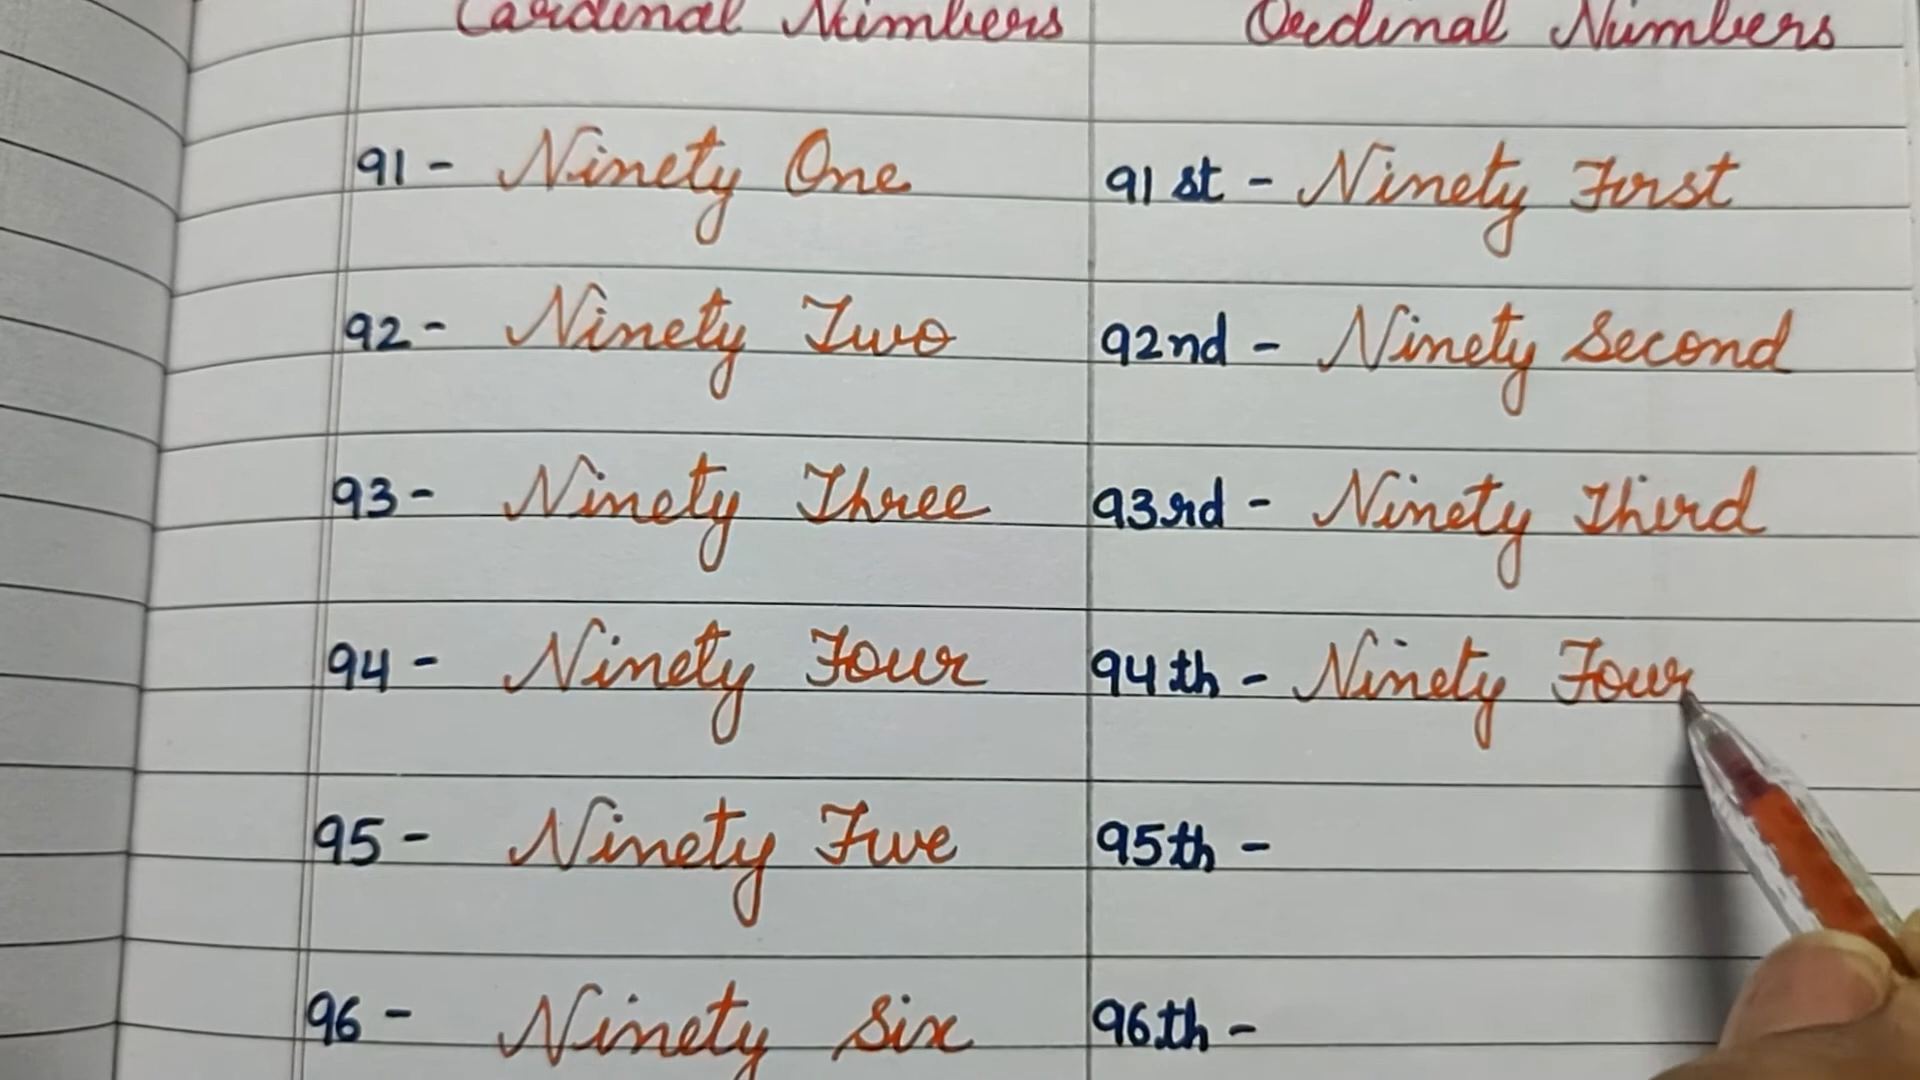 Cardinal Numbers Ordinal Numbers
91 - Ninety One 91st - Ninety First
92 - Ninety Two 92nd - Ninety Second
93 - Ninety Three 93rd - Ninety Third
94 - Ninety Four 94th - Ninety Four
95 - Ninety Five 95th -
96 - Ninety Six 96th -